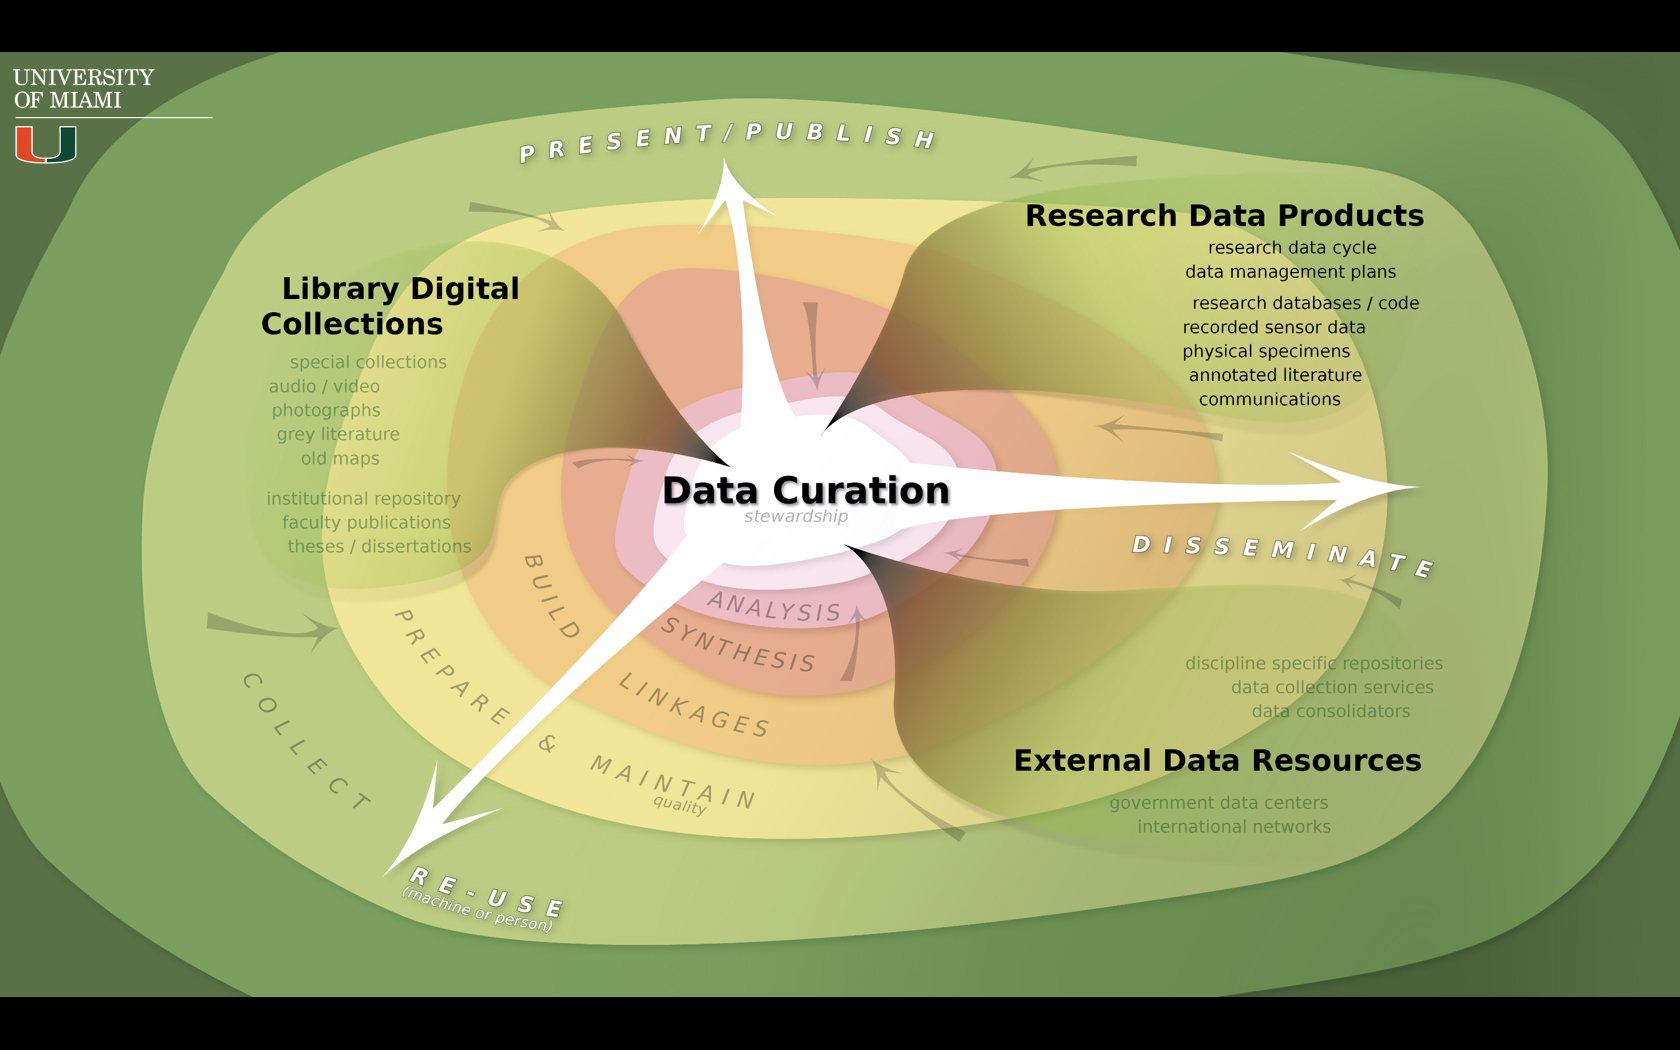 UNIVERSITY
OF MIAMI
PRESENT/PUBLISH
Library Digital
Collections
special collections
audio / video
photographs
grey literature
old maps
institutional repository
faculty publications
theses / dissertations
Research Data Products
research data cycle
data management plans
research databases / code
recorded sensor data
physical specimens
annotated literature
communications
Data Curation
stewardship
DISSEMINATE
ANALYSIS
SYNTHESIS
BUILD LINKAGES
PREPARE & MAINTAIN
quality
COLLECT
discipline specific repositories
data collection services
data consolidators
External Data Resources
government data centers
international networks
RE-USE
(machine or person)